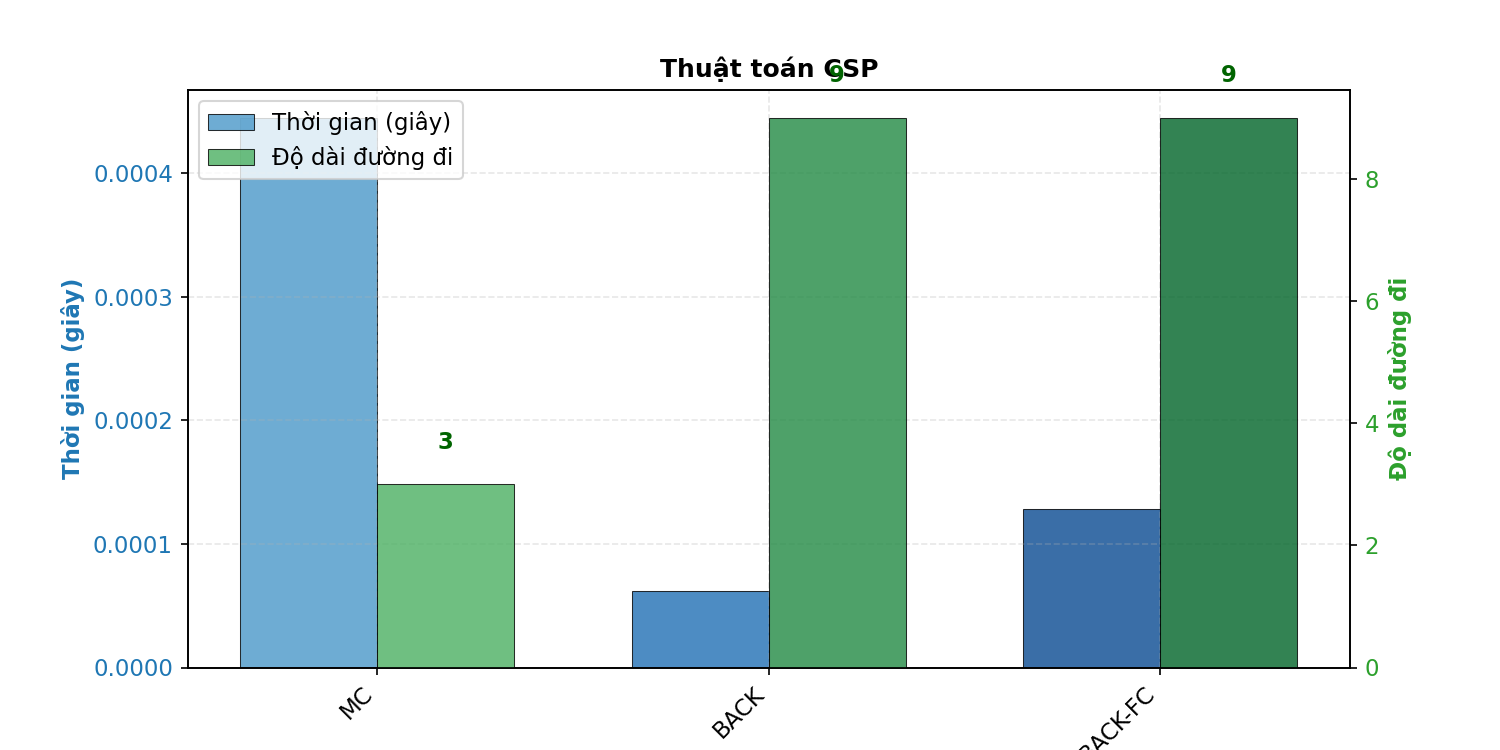 Thuật toán CSP
9
9
Thời gian (giây)
Độ dài đường đi
0.0004
0.0003
0.0002
0.0001
0.0000
Thời gian (giây)
3
8
6
4
2
0
Độ dài đường đi
MC
BACK
BACK-FC